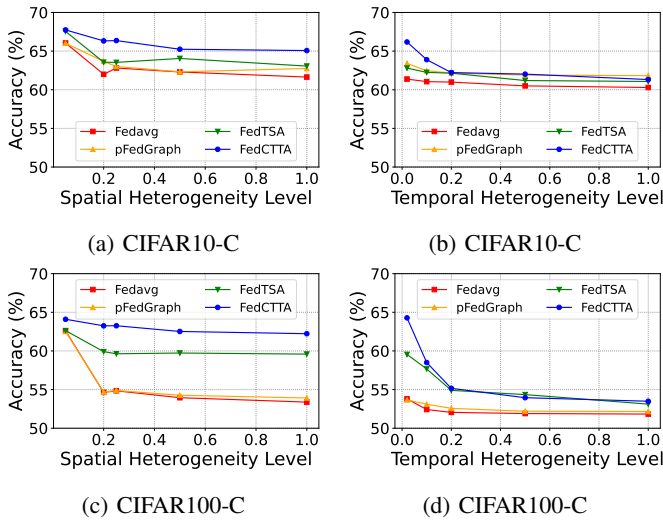 70
65
60
55
50
Accuracy (%)
Fedavg
pFedGraph
FedTSA
FedCTTA
0.2 0.4 0.6 0.8 1.0
Spatial Heterogeneity Level
(a) CIFAR10-C
70
65
60
55
50
Accuracy (%)
Fedavg
pFedGraph
FedTSA
FedCTTA
0.0 0.2 0.4 0.6 0.8 1.0
Temporal Heterogeneity Level
(b) CIFAR10-C
70
65
60
55
50
Accuracy (%)
Fedavg
pFedGraph
FedTSA
FedCTTA
0.2 0.4 0.6 0.8 1.0
Spatial Heterogeneity Level
(c) CIFAR100-C
70
65
60
55
50
Accuracy (%)
Fedavg
pFedGraph
FedTSA
FedCTTA
0.0 0.2 0.4 0.6 0.8 1.0
Temporal Heterogeneity Level
(d) CIFAR100-C